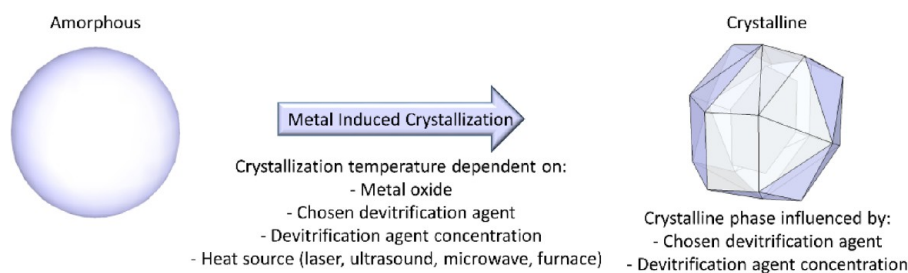 Amorphous
Crystalline
Metal Induced Crystallization
Crystallization temperature dependent on:
- Metal oxide
- Chosen devitrification agent
- Devitrification agent concentration
- Heat source (laser, ultrasound, microwave, furnace)
Crystalline phase influenced by:
- Chosen devitrification agent
- Devitrification agent concentration